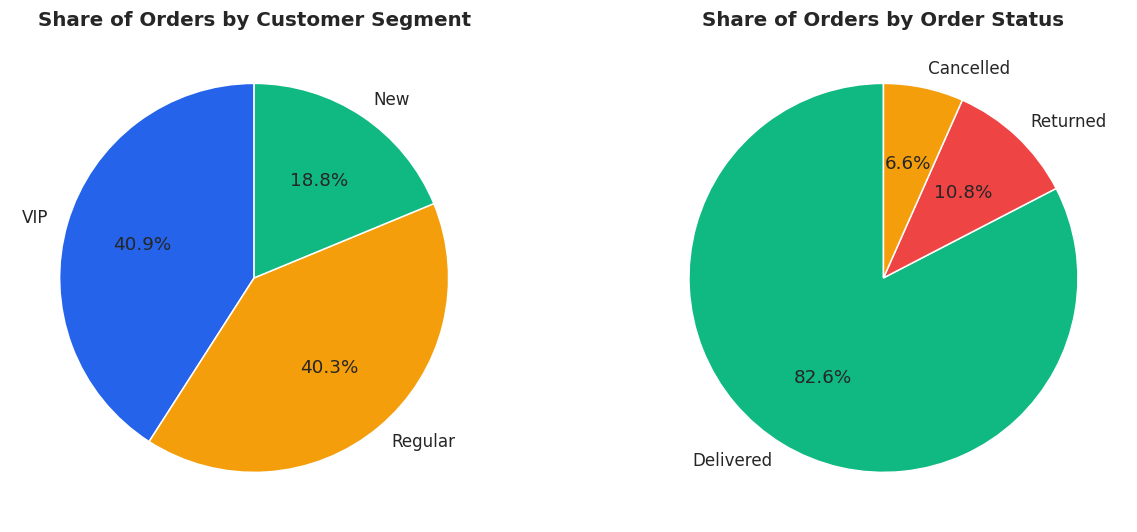 Share of Orders by Customer Segment
New
18.8%
VIP
40.9%
40.3%
Regular
Share of Orders by Order Status
Cancelled
Returned
6.6%
10.8%
82.6%
Delivered